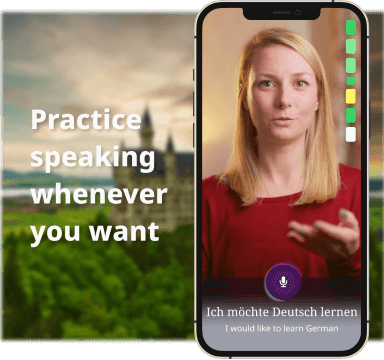 Practice
speaking
whenever
you want
Ich möchte Deutsch lernen
I would like to learn German